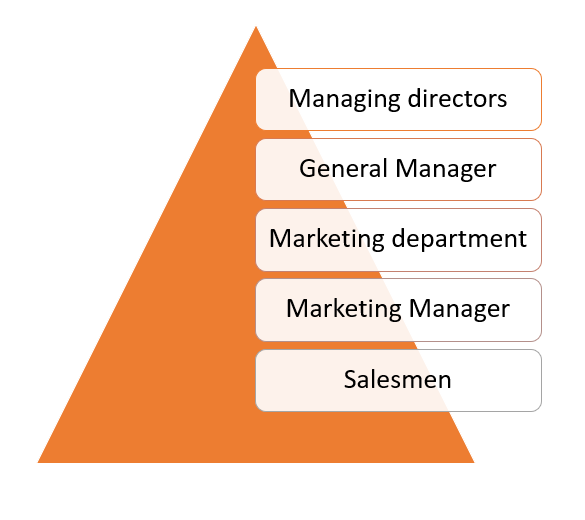 Managing directors
General Manager
Marketing department
Marketing Manager
Salesmen